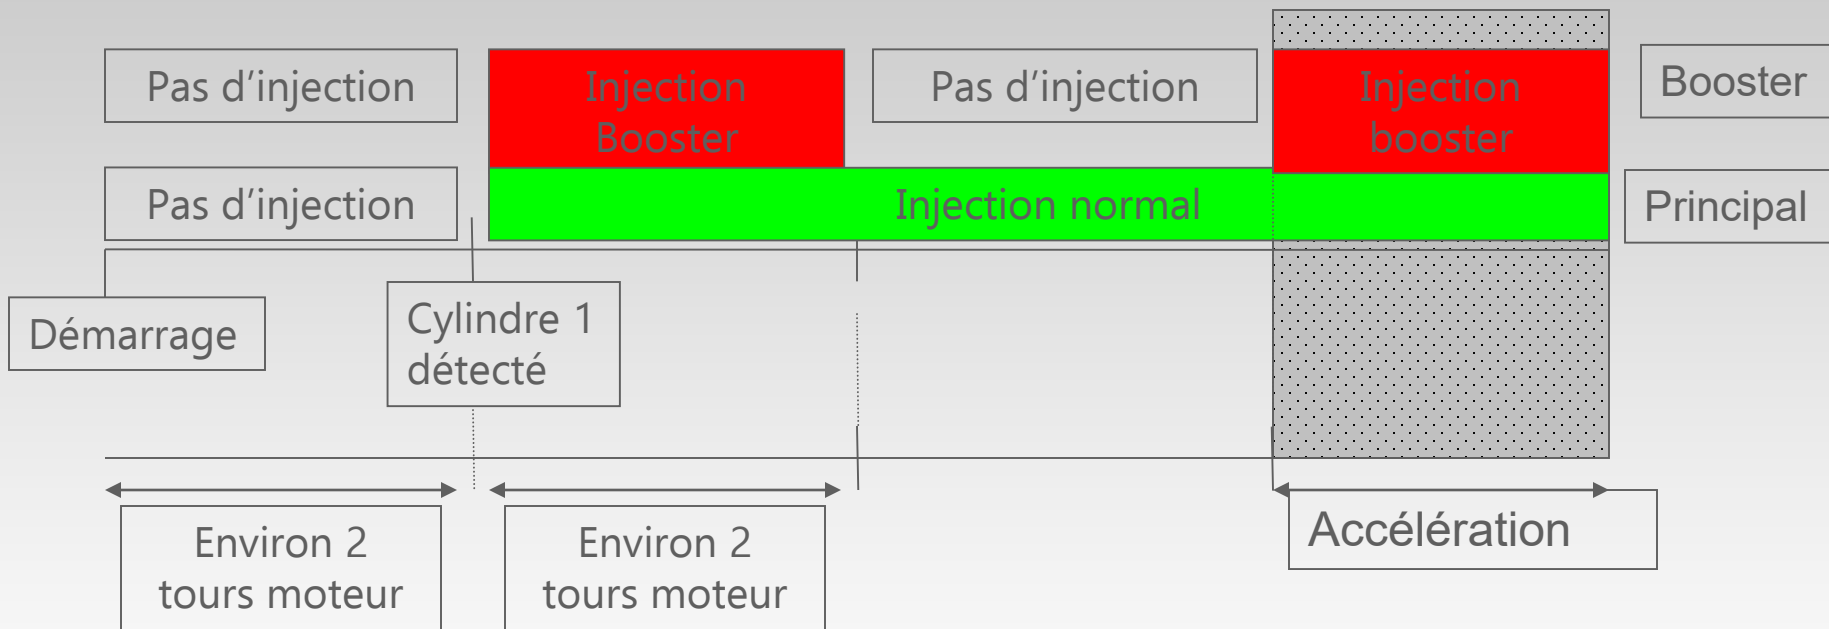 Pas d'injection
Injection
Booster
Pas d'injection
Injection
booster
Booster
Pas d'injection
Injection normal
Principal
Démarrage
Cylindre 1
détecté
Environ 2
tours moteur
Environ 2
tours moteur
Accélération